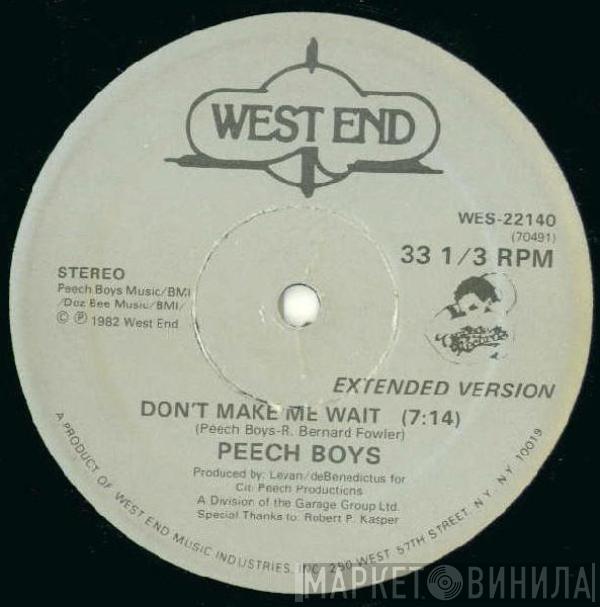 WEST END
WES-22140
(70491)
33 1/3 RPM
STEREO
Peech Boys Music/BMI
/Doz Bee Music/BMI/
© ℗ 1982 West End
EXTENDED VERSION
DON'T MAKE ME WAIT (7:14)
(Peech Boys-R. Bernard Fowler)
PEECH BOYS
Produced by: Levan/deBenedictus for
Citi Peech Productions
A Division of the Garage Group Ltd.
Special Thanks to: Robert P. Kasper
A PRODUCT OF WEST END MUSIC INDUSTRIES, INC. 250 WEST 57TH STREET, N.Y. N.Y. 10019
МАРКЕТ ВИНИЛА